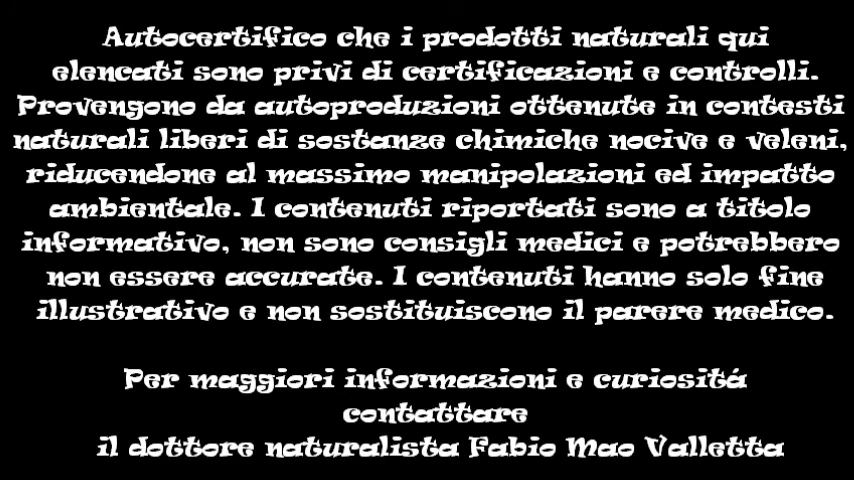 Autocertifico che i prodotti naturali qui
elencati sono privi di certificazioni e controlli.
Provengono da autoproduzioni ottenute in contesti
naturali liberi di sostanze chimiche nocive e veleni,
riducendone al massimo manipolazioni ed impatto
ambientale. I contenuti riportati sono a titolo
informativo, non sono consigli medici e potrebbero
non essere accurate. I contenuti hanno solo fine
illustrativo e non sostituiscono il parere medico.
Per maggiori informazioni e curiositá
contattare
il dottore naturalista Fabio Mao Valletta